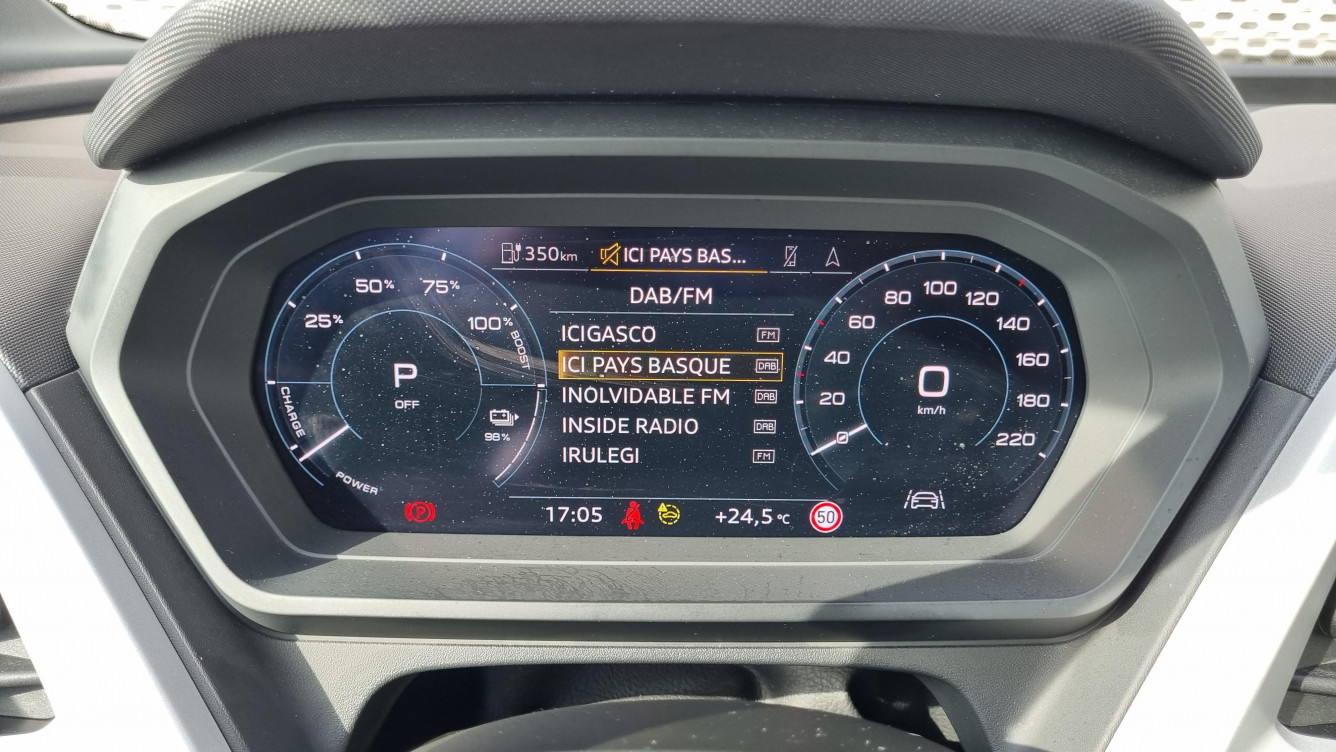 350km
ICI PAYS BAS...
DAB/FM
ICIGASCO FM
ICI PAYS BASQUE DAB
INOLVIDABLE FM DAB
INSIDE RADIO DAB
IRULEGI FM
CHARGE
25%
50%
75%
100%
BOOST
P
OFF
98%
POWER
0
20
40
60
80
100
120
140
160
180
220
0
km/h
P
17:05
+24,5 °C
50